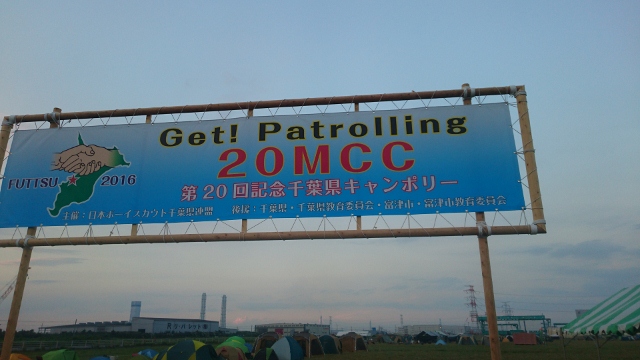 Get! Patrolling
20MCC
FUTTSU 2016
第20回記念千葉県キャンポリー
主催：日本ボーイスカウト千葉県連盟 後援：千葉県・千葉県教育委員会・富津市・富津市教育委員会